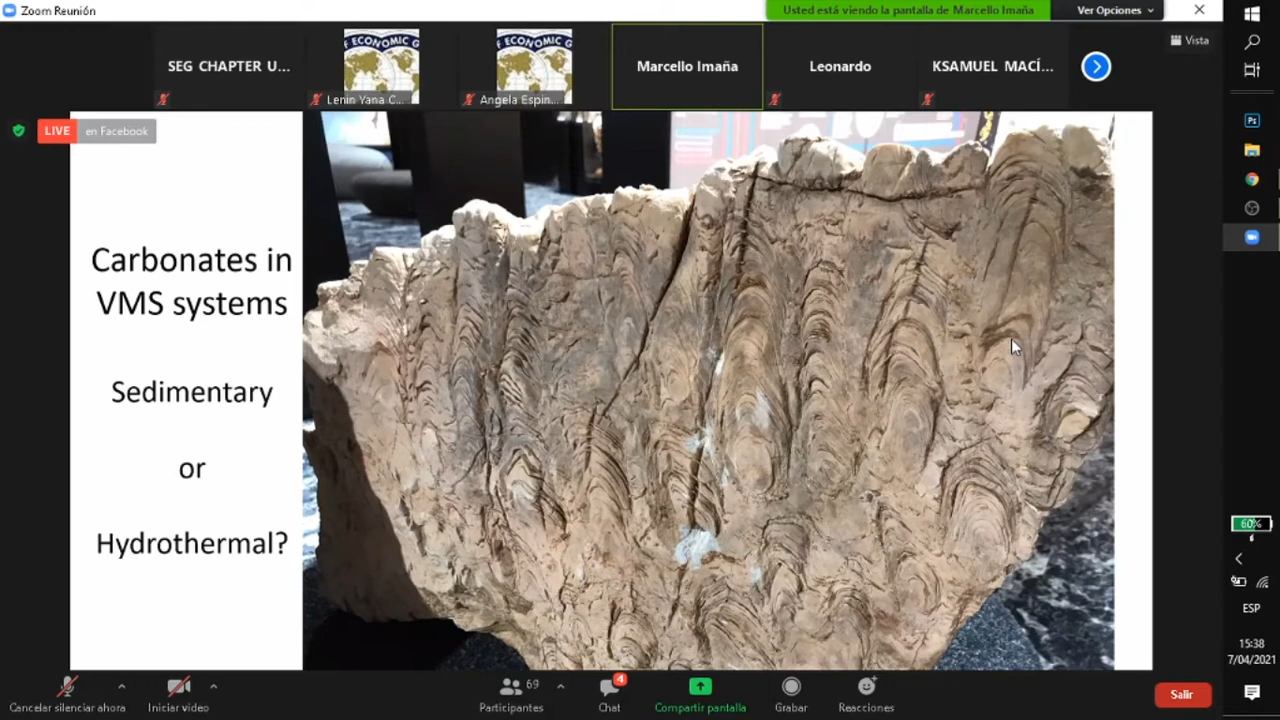 Zoom Reunión
Usted está viendo la pantalla de Marcello Imaña
Ver Opciones
Vista
SEG CHAPTER U...
F ECONOMIC G
Lenin Yana C...
F ECONOMIC G
Angela Espin...
Marcello Imaña
Leonardo
KSAMUEL MACÍ...
LIVE en Facebook
Carbonates in
VMS systems
Sedimentary
or
Hydrothermal?
Ps
60%
ESP
15:38
7/04/2021
Cancelar silenciar ahora
Iniciar video
69
Participantes
4
Chat
Compartir pantalla
Grabar
Reacciones
Salir